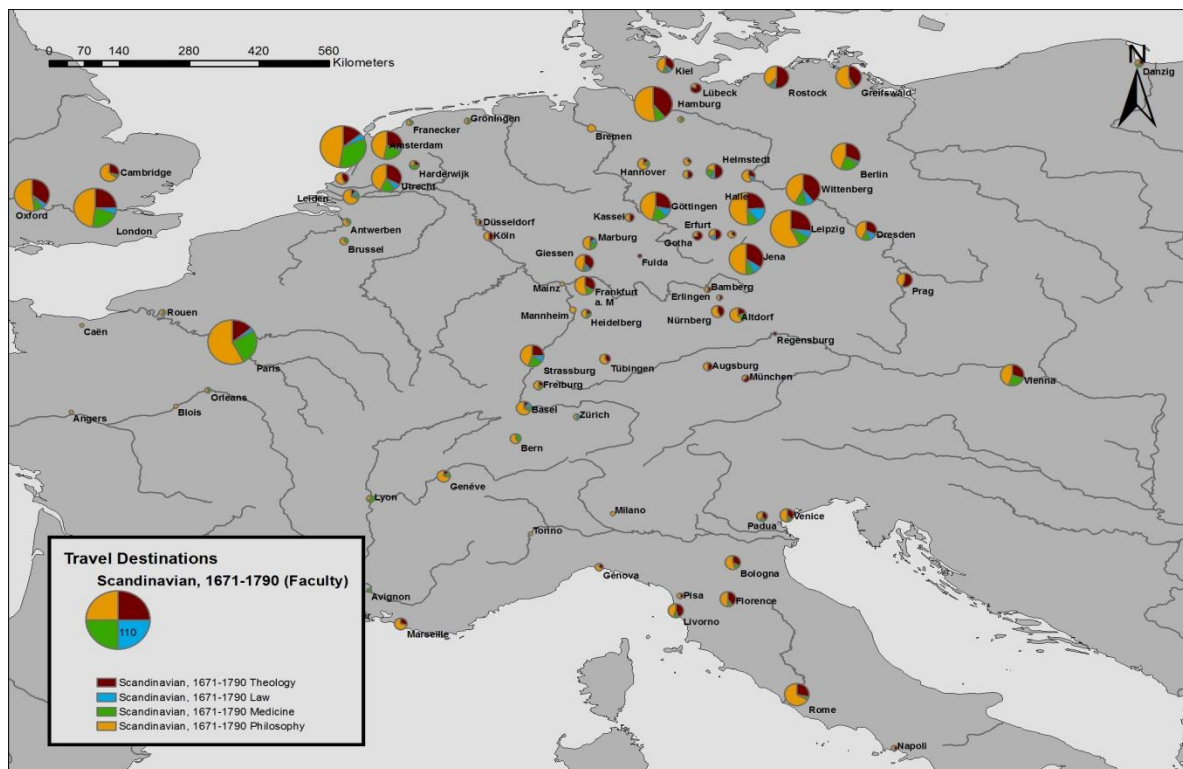 0 70 140 280 420 560
Kilometers
N
Danzig
Kiel
Lübeck
Rostock
Greifswald
Hamburg
Franecker
Groningen
Bremen
Amsterdam
Harderwijk
Hannover
Helmstedt
Berlin
Cambridge
Utrecht
Oxford
London
Leiden
Halle
Wittenberg
Göttingen
Antwerben
Düsseldorf
Kassel
Erfurt
Leipzig
Dresden
Brussel
Köln
Marburg
Gotha
Giessen
Fulda
Jena
Mainz
Frankfurt
a. M
Bamberg
Prag
Erlingen
Rouen
Mannheim
Heidelberg
Nürnberg
Altdorf
Caën
Regensburg
Paris
Strassburg
Tübingen
Augsburg
München
Vienna
Freiburg
Orleans
Blois
Angers
Basel
Zürich
Bern
Genéve
Lyon
Milano
Padua
Venice
Torino
Génova
Bologna
Avignon
Pisa
Florence
Livorno
Marseille
Rome
Napoli
Travel Destinations
Scandinavian, 1671-1790 (Faculty)
110
Scandinavian, 1671-1790 Theology
Scandinavian, 1671-1790 Law
Scandinavian, 1671-1790 Medicine
Scandinavian, 1671-1790 Philosophy